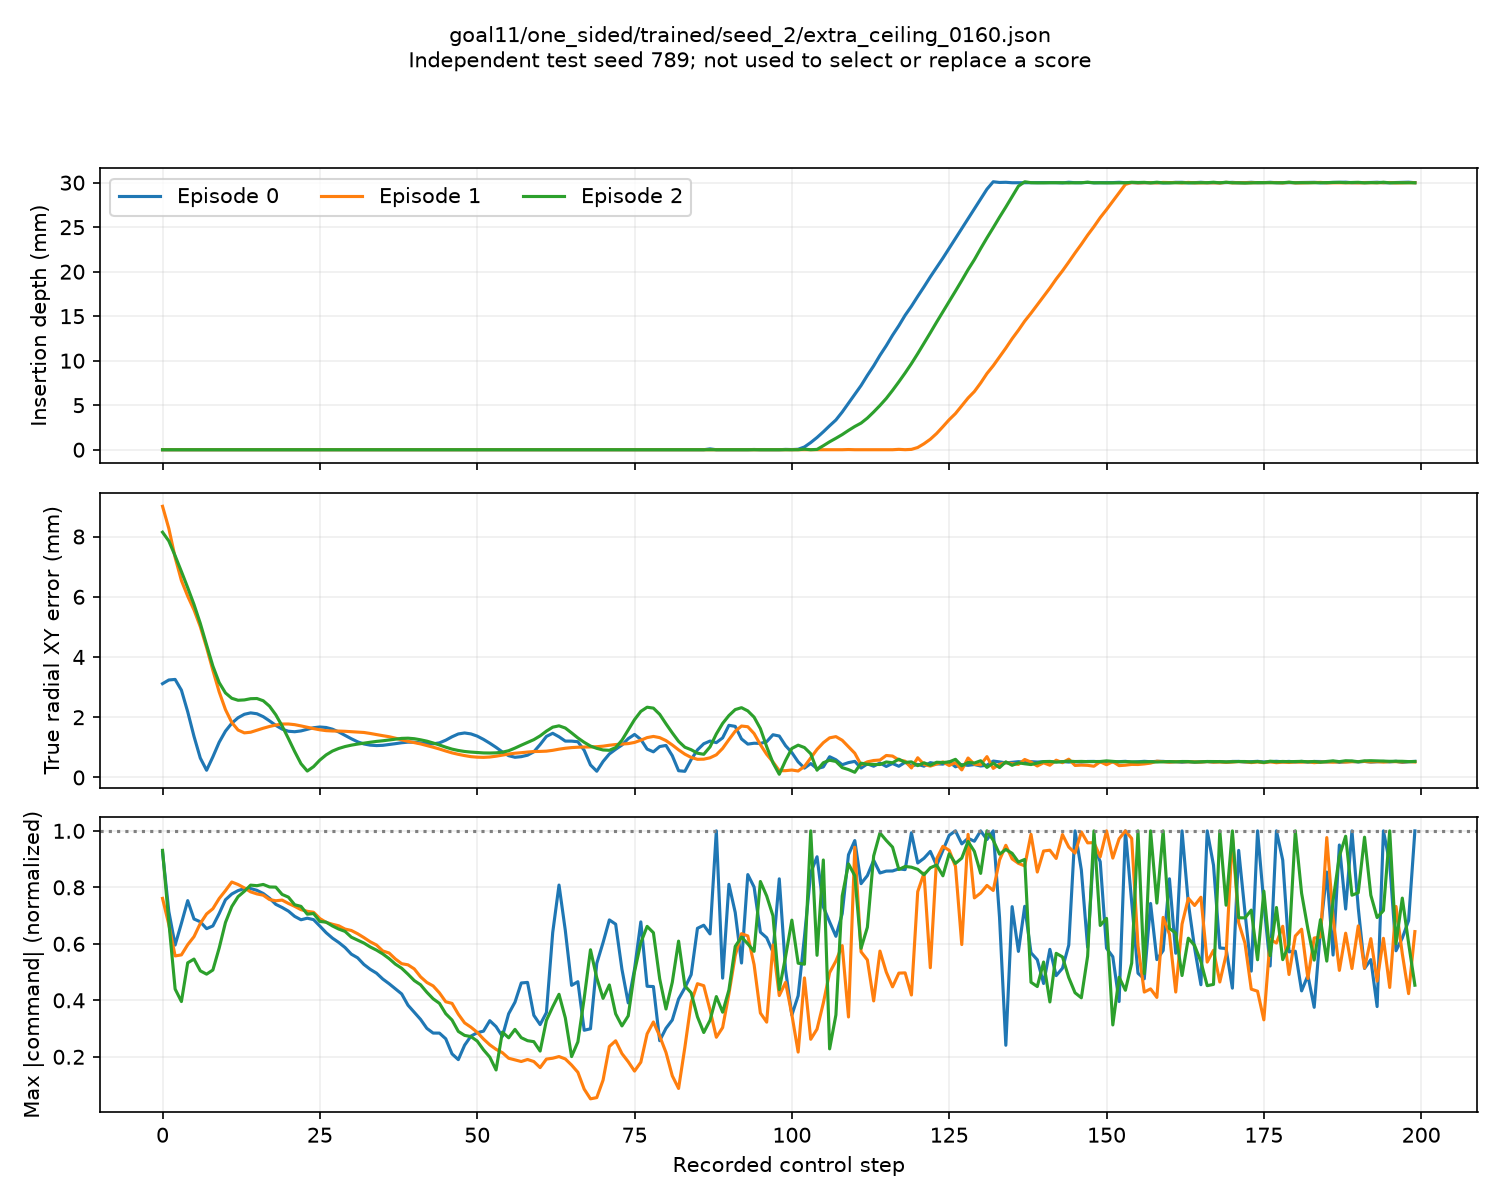 goal11/one_sided/trained/seed_2/extra_ceiling_0160.json
Independent test seed 789; not used to select or replace a score
Insertion depth (mm)
30
25
20
15
10
5
0
Episode 0
Episode 1
Episode 2
True radial XY error (mm)
8
6
4
2
0
Max |command| (normalized)
1.0
0.8
0.6
0.4
0.2
0
25
50
75
100
125
150
175
200
Recorded control step